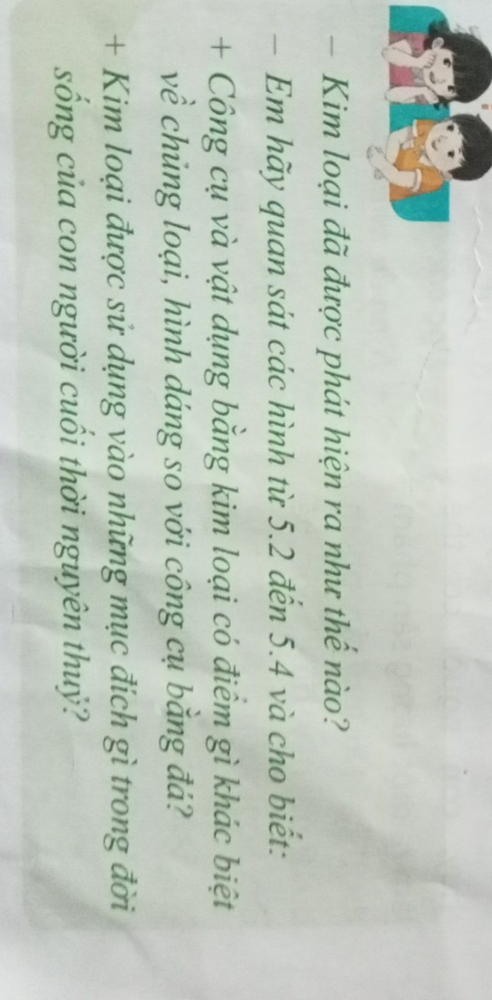 – Kim loại đã được phát hiện ra như thế nào?
– Em hãy quan sát các hình từ 5.2 đến 5.4 và cho biết:
+ Công cụ và vật dụng bằng kim loại có điểm gì khác biệt
về chủng loại, hình dáng so với công cụ bằng đá?
+ Kim loại được sử dụng vào những mục đích gì trong đời
sống của con người cuối thời nguyên thuỷ?